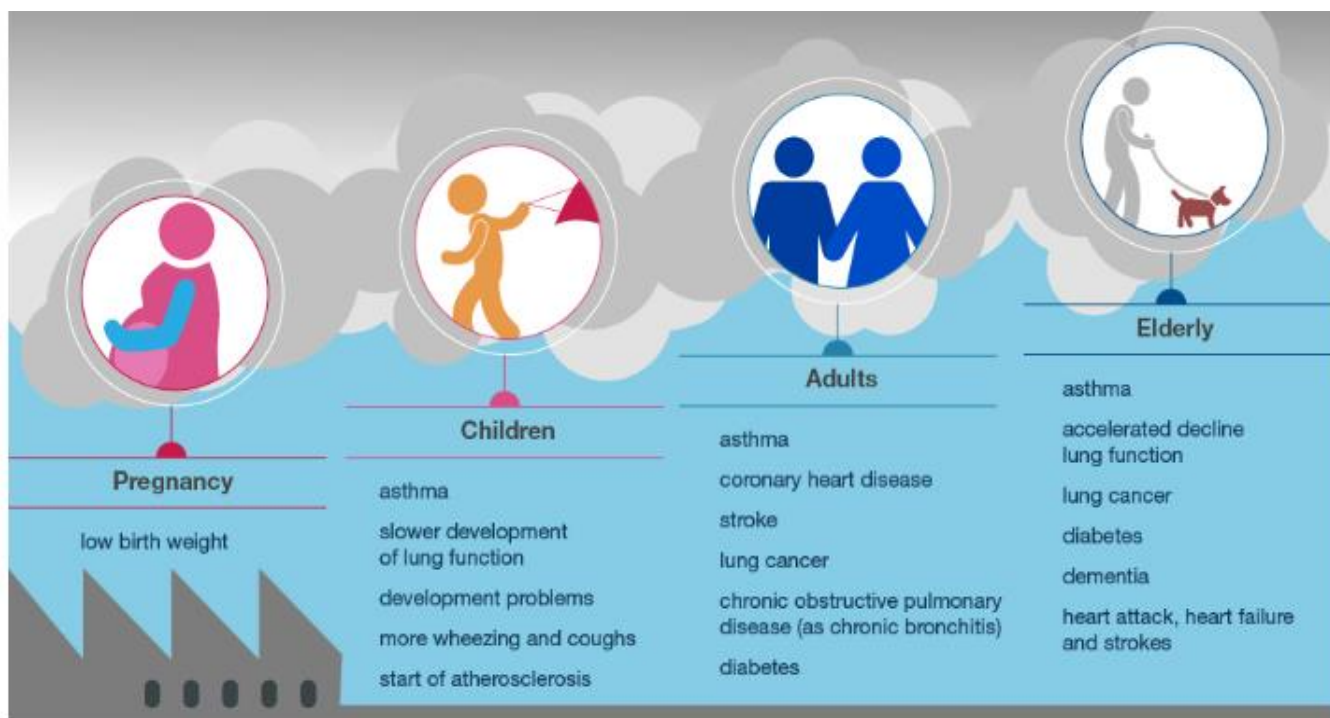 Pregnancy
low birth weight
Children
asthma
slower development
of lung function
development problems
more wheezing and coughs
start of atherosclerosis
Adults
asthma
coronary heart disease
stroke
lung cancer
chronic obstructive pulmonary
disease (as chronic bronchitis)
diabetes
Elderly
asthma
accelerated decline
lung function
lung cancer
diabetes
dementia
heart attack, heart failure
and strokes